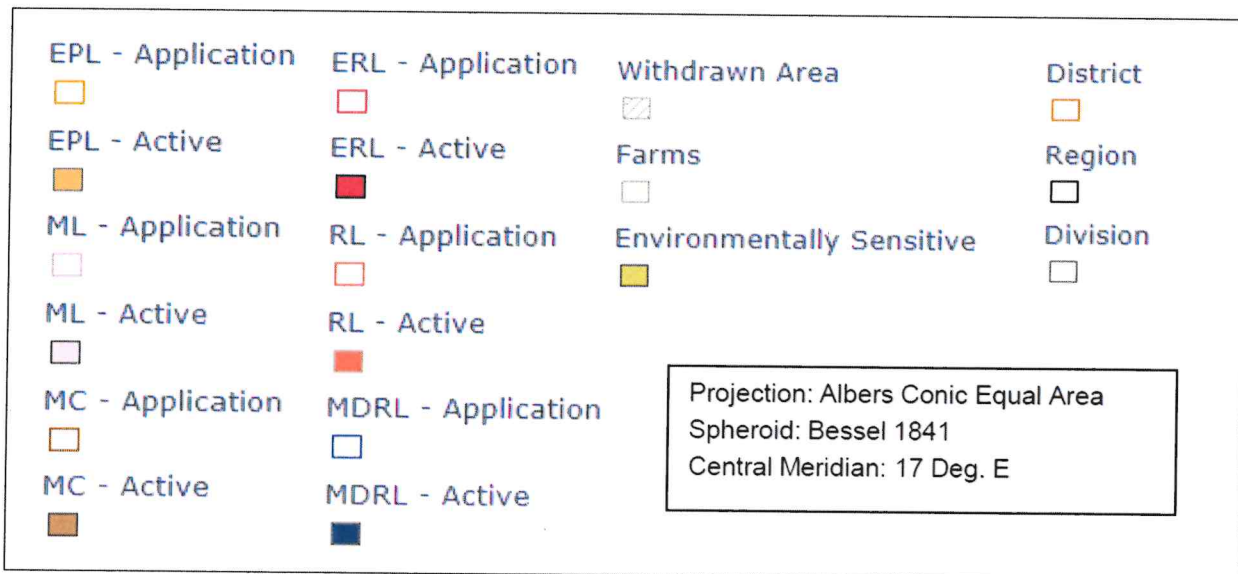 EPL - Application
EPL - Active
ML - Application
ML - Active
MC - Application
MC - Active
ERL - Application
ERL - Active
RL - Application
RL - Active
MDRL - Application
MDRL - Active
Withdrawn Area
Farms
Environmentally Sensitive
District
Region
Division
Projection: Albers Conic Equal Area
Spheroid: Bessel 1841
Central Meridian: 17 Deg. E